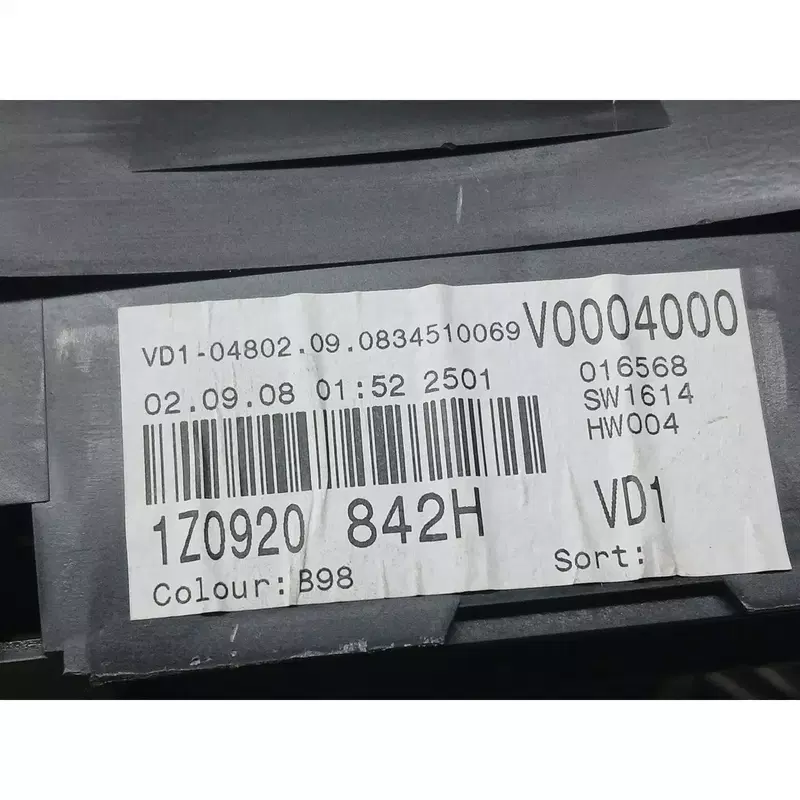 VD1-04802.09.0834510069 V0004000
02.09.08 01:52 2501
016568
SW1614
HW004
1Z0920 842H
VD1
Colour: B98
Sort: